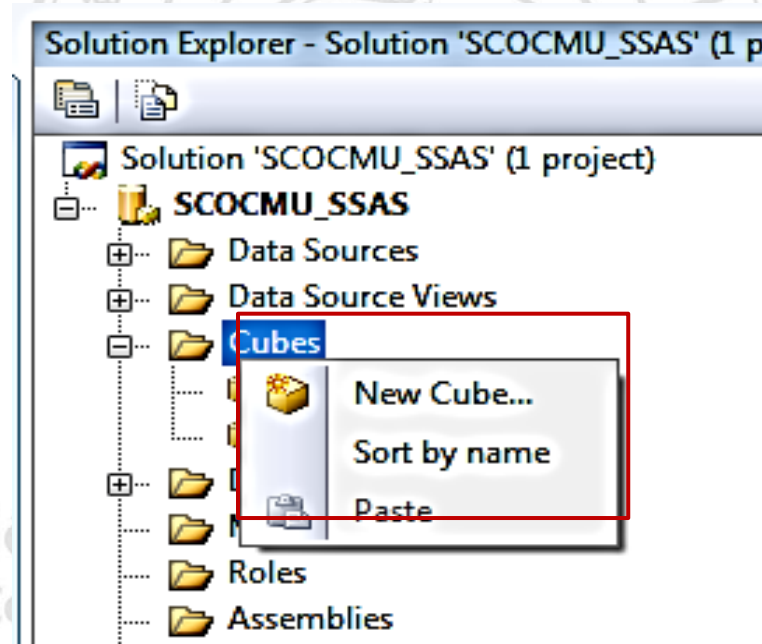 Solution Explorer - Solution 'SCOCMU_SSAS' (1 p
Solution 'SCOCMU_SSAS' (1 project)
SCOCMU_SSAS
Data Sources
Data Source Views
Cubes
New Cube...
Sort by name
Paste
Roles
Assemblies